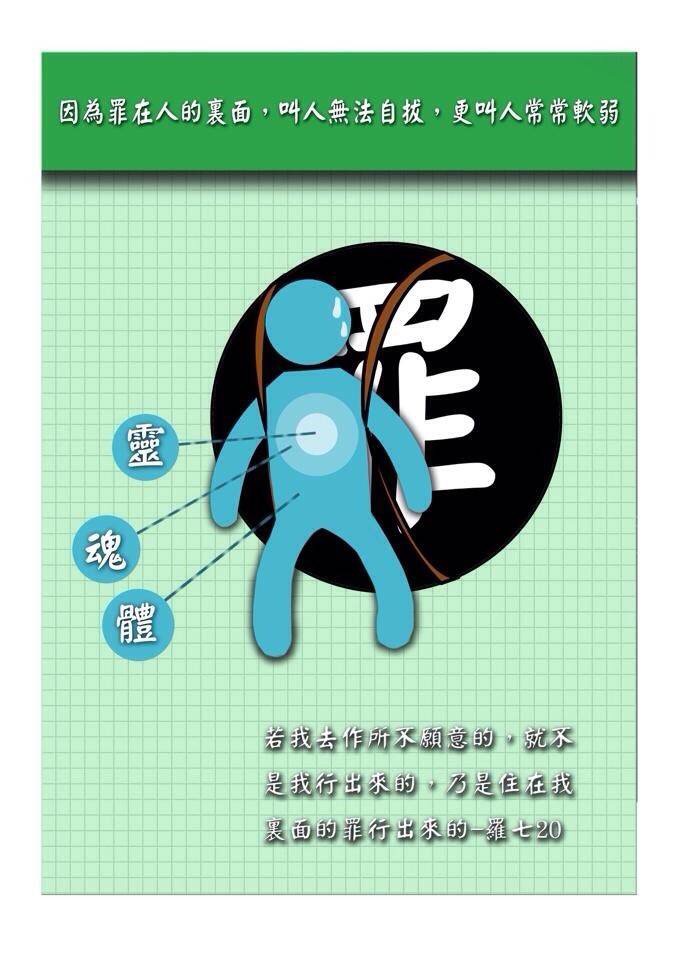 因為罪在人的裏面，叫人無法自拔，更叫人常常軟弱
罪
靈
魂
體
若我去作所不願意的，就不
是我行出來的，乃是住在我
裏面的罪行出來的-羅七20